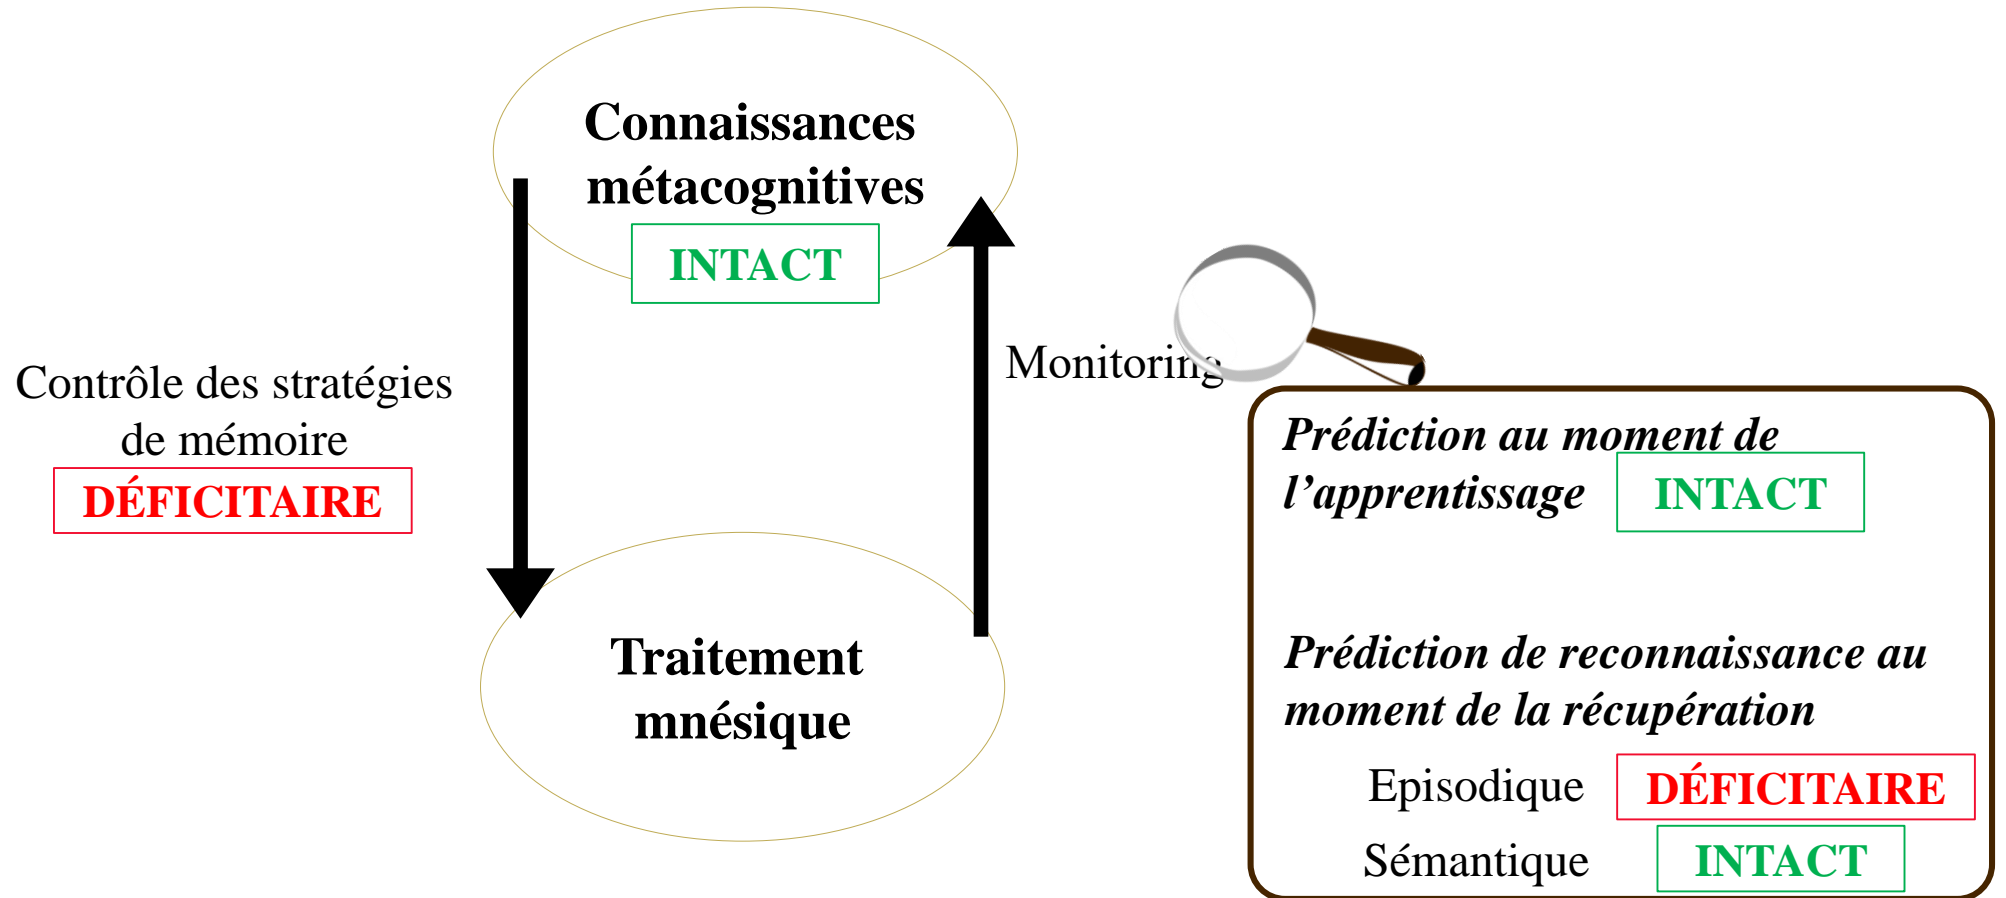 Connaissances
métacognitives
INTACT
Contrôle des stratégies
de mémoire
DÉFICITAIRE
Monitoring
Traitement
mnésique
Prédiction au moment de
l’apprentissage INTACT
Prédiction de reconnaissance au
moment de la récupération
Episodique DÉFICITAIRE
Sémantique INTACT